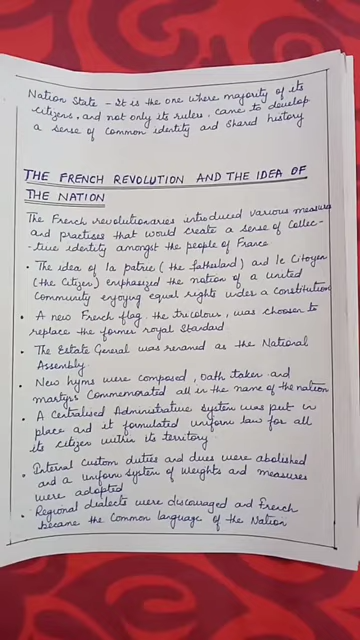 Nation State - It is the one where majority of its
citizens, and not only its rulers, came to develop
a sense of common identity and shared history
THE FRENCH REVOLUTION AND THE IDEA OF
THE NATION
The French revolutionaries introduced various measures
and practises that would create a sense of collec-
-tive identity amongst the people of France
• The idea of la patrie (the fatherland) and le citoyen
(the citizen) emphasized the nation of a united
community enjoying equal rights under a constitution
• A new French flag, the tricolour, was choosen to
replace the former royal standard
• The Estate General was renamed as the National
Assembly.
• New hyms were composed, oath taken and
martyrs commemorated all in the name of the nation
• A centralised Administrative system was put in
place and it formulated uniform law for all
its citizen within its territory
• Internal custom duties and dues were abolished
and a uniform system of weights and measures
were adopted
• Regional dialects were discouraged and French
became the common language of the Nation